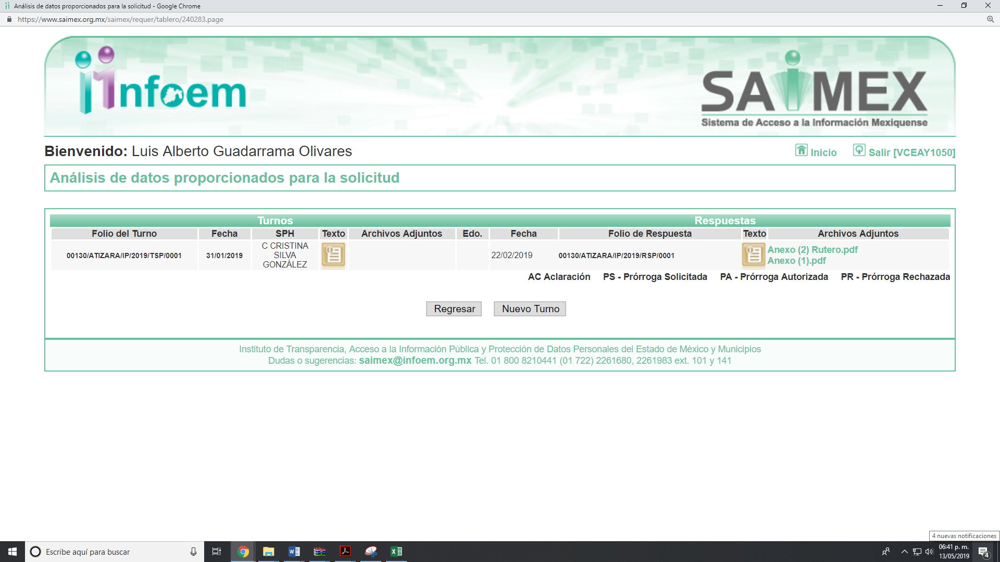 Análisis de datos proporcionados para la solicitud - Google Chrome
https://www.saimex.org.mx/saimex/requer/tablero/240283.page
infoem
SAIMEX
Sistema de Acceso a la Información Mexiquense
Bienvenido: Luis Alberto Guadarrama Olivares
Inicio Salir [VCEAY1050]
Análisis de datos proporcionados para la solicitud
Turnos Respuestas
Folio del Turno Fecha SPH Texto Archivos Adjuntos Edo. Fecha Folio de Respuesta Texto Archivos Adjuntos
00130/ATIZARA/IP/2019/TSP/0001 31/01/2019 C CRISTINA SILVA GONZÁLEZ 22/02/2019 00130/ATIZARA/IP/2019/RSP/0001 Anexo (2) Rutero.pdf
Anexo (1).pdf
AC Aclaración PS - Prórroga Solicitada PA - Prórroga Autorizada PR - Prórroga Rechazada
Regresar Nuevo Turno
Instituto de Transparencia, Acceso a la Información Pública y Protección de Datos Personales del Estado de México y Municipios
Dudas o sugerencias: saimex@infoem.org.mx Tel. 01 800 8210441 (01 722) 2261680, 2261983 ext. 101 y 141
4 nuevas notificaciones
Escribe aquí para buscar
06:41 p. m.
13/05/2019
4